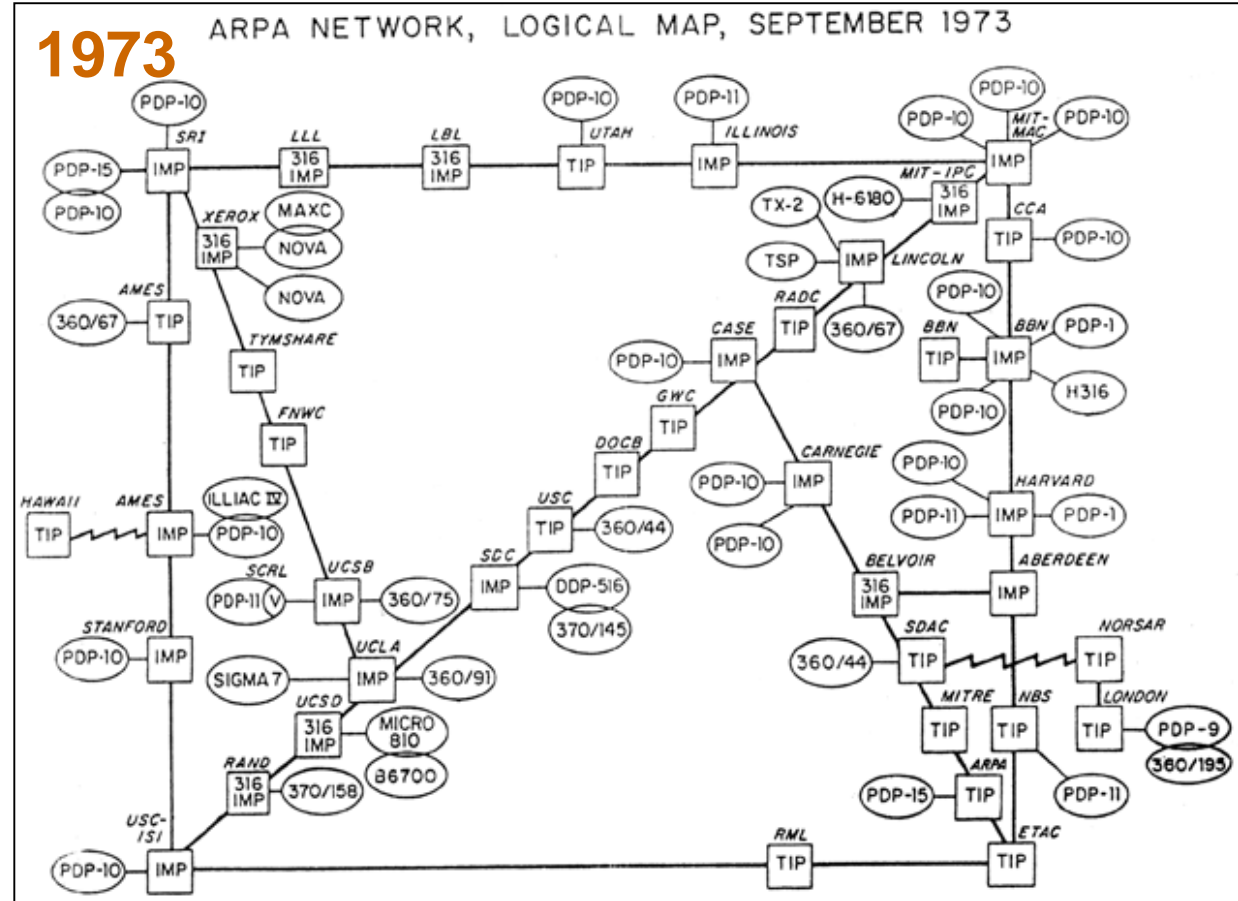 ARPA NETWORK, LOGICAL MAP, SEPTEMBER 1973
1973
PDP-10
SRI
IMP
PDP-15
PDP-10
LLL
316
IMP
LBL
316
IMP
PDP-10
UTAH
TIP
PDP-11
ILLINOIS
IMP
PDP-10
PDP-10
MIT-
MAC
PDP-10
IMP
MIT-IPC
H-6180
316
IMP
CCA
TIP
PDP-10
XEROX
316
IMP
MAXC
NOVA
NOVA
TX-2
TSP
IMP
LINCOLN
360/67
AMES
360/67
TIP
TYMSHARE
TIP
RADC
TIP
CASE
PDP-10
IMP
PDP-10
BBN
TIP
BBN
IMP
PDP-1
H316
PDP-10
FNWC
TIP
GWC
TIP
DOCB
TIP
CARNEGIE
PDP-10
IMP
PDP-10
PDP-10
HARVARD
PDP-11
IMP
PDP-1
HAWAII
TIP
AMES
IMP
ILLIAC IV
PDP-10
USC
TIP
360/44
SDC
IMP
DDP-516
370/145
SCRL
PDP-11 V
UCSB
IMP
360/75
BELVOIR
316
IMP
ABERDEEN
IMP
STANFORD
PDP-10
IMP
UCLA
SIGMA 7
IMP
360/91
SDAC
360/44
TIP
NORSAR
TIP
UCSD
316
IMP
MICRO
810
B6700
MITRE
TIP
NBS
TIP
LONDON
TIP
PDP-9
360/195
RAND
316
IMP
370/158
ARPA
PDP-15
TIP
PDP-11
USC-
ISI
PDP-10
IMP
RML
TIP
ETAC
TIP